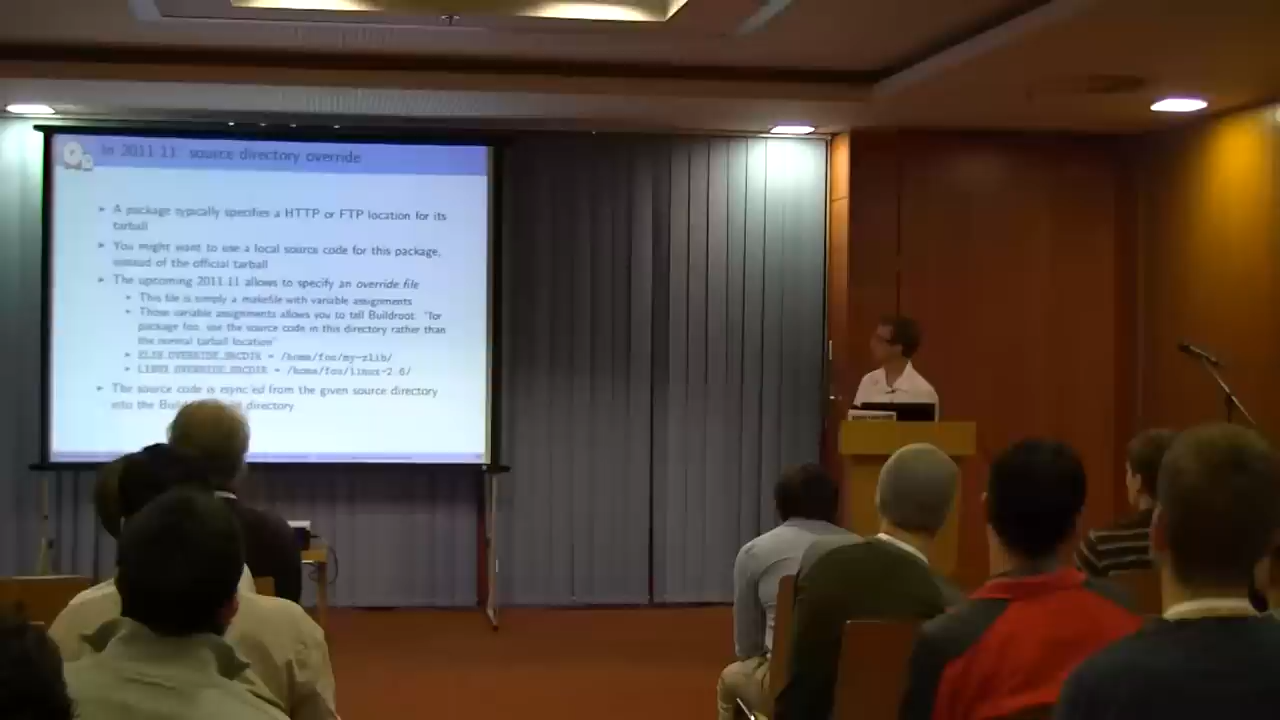 In 2011.11: source directory override
A package typically specifies a HTTP or FTP location for its
tarball
You might want to use a local source code for this package,
instead of the official tarball
The upcoming 2011.11 allows to specify an override file
This file is simply a makefile with variable assignments
Those variable assignments allows you to tell Buildroot: "for
package foo, use the source code in this directory rather than
the normal tarball location"
ZLIB_OVERRIDE_SRCDIR = /home/foo/my-zlib/
LINUX_OVERRIDE_SRCDIR = /home/foo/linux-2.6/
The source code is rsync'ed from the given source directory
into the directory